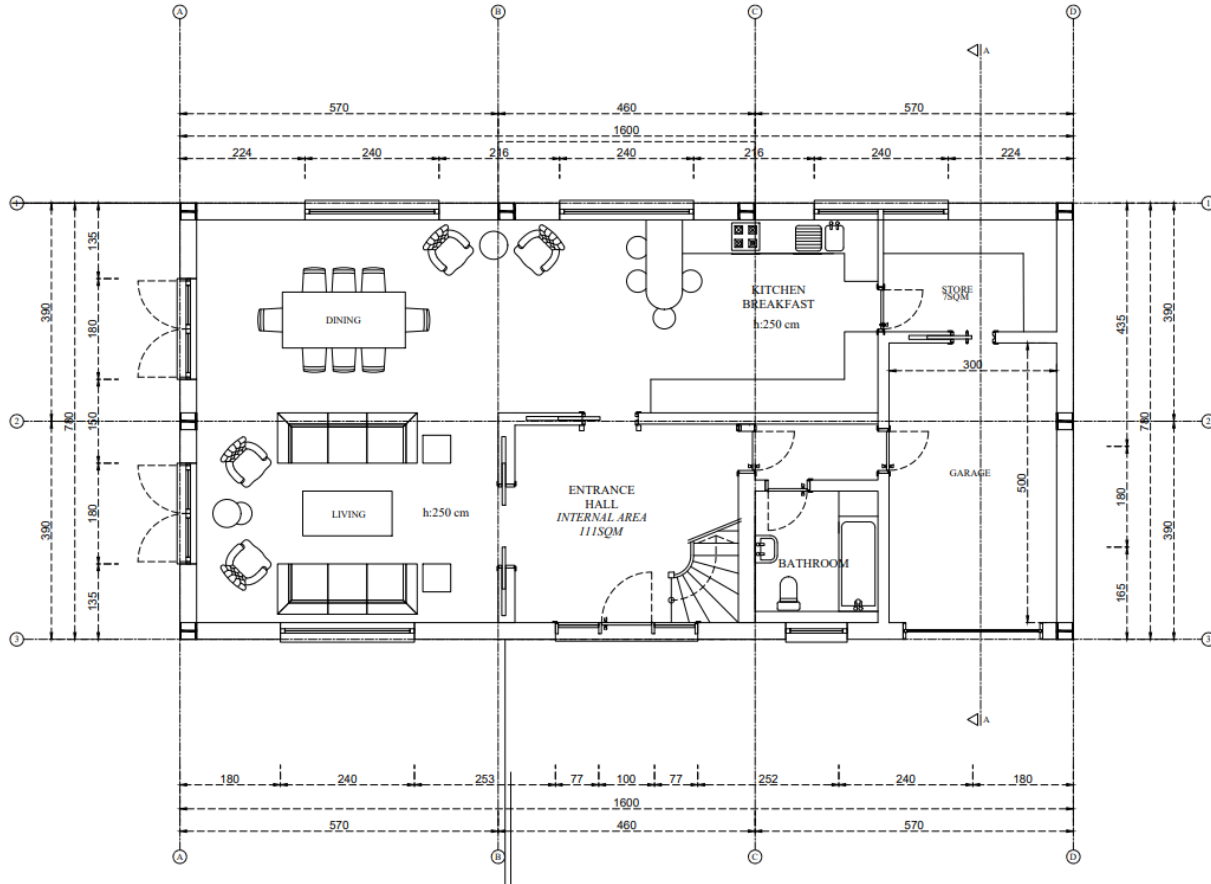 A B C D
A
570 460 570
1600
224 240 216 240 216 240 224
1 1
135
390 390
180 435
780 780
150
2 2
180 180
390 390
135 165
3 3
DINING
KITCHEN
BREAKFAST
h:250 cm
STORE
7SQM
300
GARAGE
500
LIVING
h:250 cm
ENTRANCE
HALL
INTERNAL AREA
111SQM
BATHROOM
A
180 240 253 77 100 77 252 240 180
1600
570 460 570
A B C D